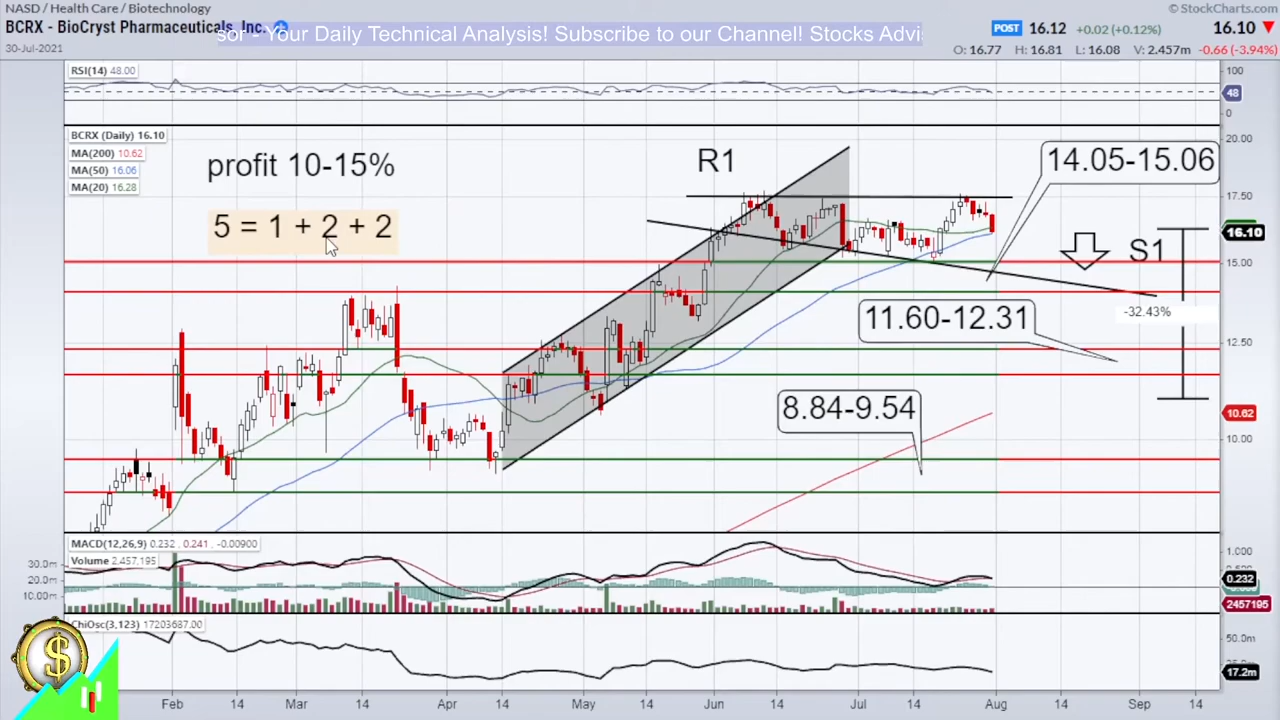 NASD / Health Care / Biotechnology
© StockCharts.com
BCRX - BioCryst Pharmaceuticals, Inc.
sor - Your Daily Technical Analysis! Subscribe to our Channel! Stocks Advi
POST 16.12 +0.02 (+0.12%) 16.10
30-Jul-2021
O: 16.77 H: 16.81 L: 16.08 V: 2.457m -0.66 (-3.94%)
RSI(14) 48.00
100
48
0
BCRX (Daily) 16.10
MA(200) 10.62
MA(50) 16.06
MA(20) 16.28
profit 10-15%
5 = 1 + 2 + 2
R1
14.05-15.06
S1
11.60-12.31
-32.43%
8.84-9.54
20.00
17.50
16.10
15.00
12.50
10.62
10.00
MACD(12,26,9) 0.232, 0.241, -0.00900
Volume 2,457,195
30.0m
20.0m
10.00m
1.000
0.232
2457195
ChiOsc(3,123) 17203687.00
50.0m
17.2m
Feb 14 Mar 14 Apr 14 May 14 Jun 14 Jul 14 Aug 14 Sep 14